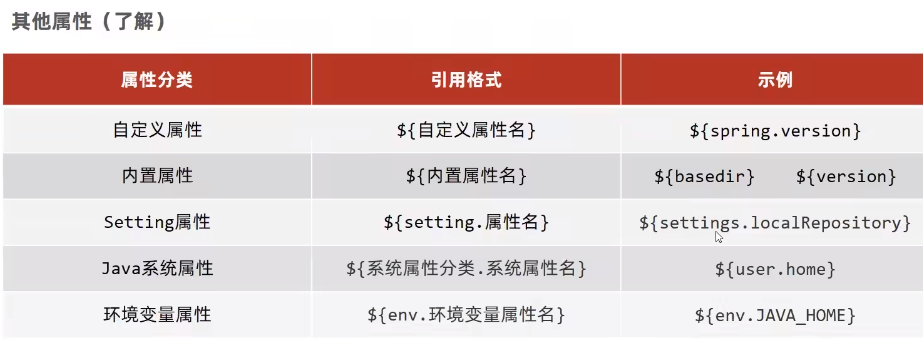 其他属性（了解）
属性分类 引用格式 示例
自定义属性 ${自定义属性名} ${spring.version}
内置属性 ${内置属性名} ${basedir} ${version}
Setting属性 ${setting.属性名} ${settings.localRepository}
Java系统属性 ${系统属性分类.系统属性名} ${user.home}
环境变量属性 ${env.环境变量属性名} ${env.JAVA_HOME}